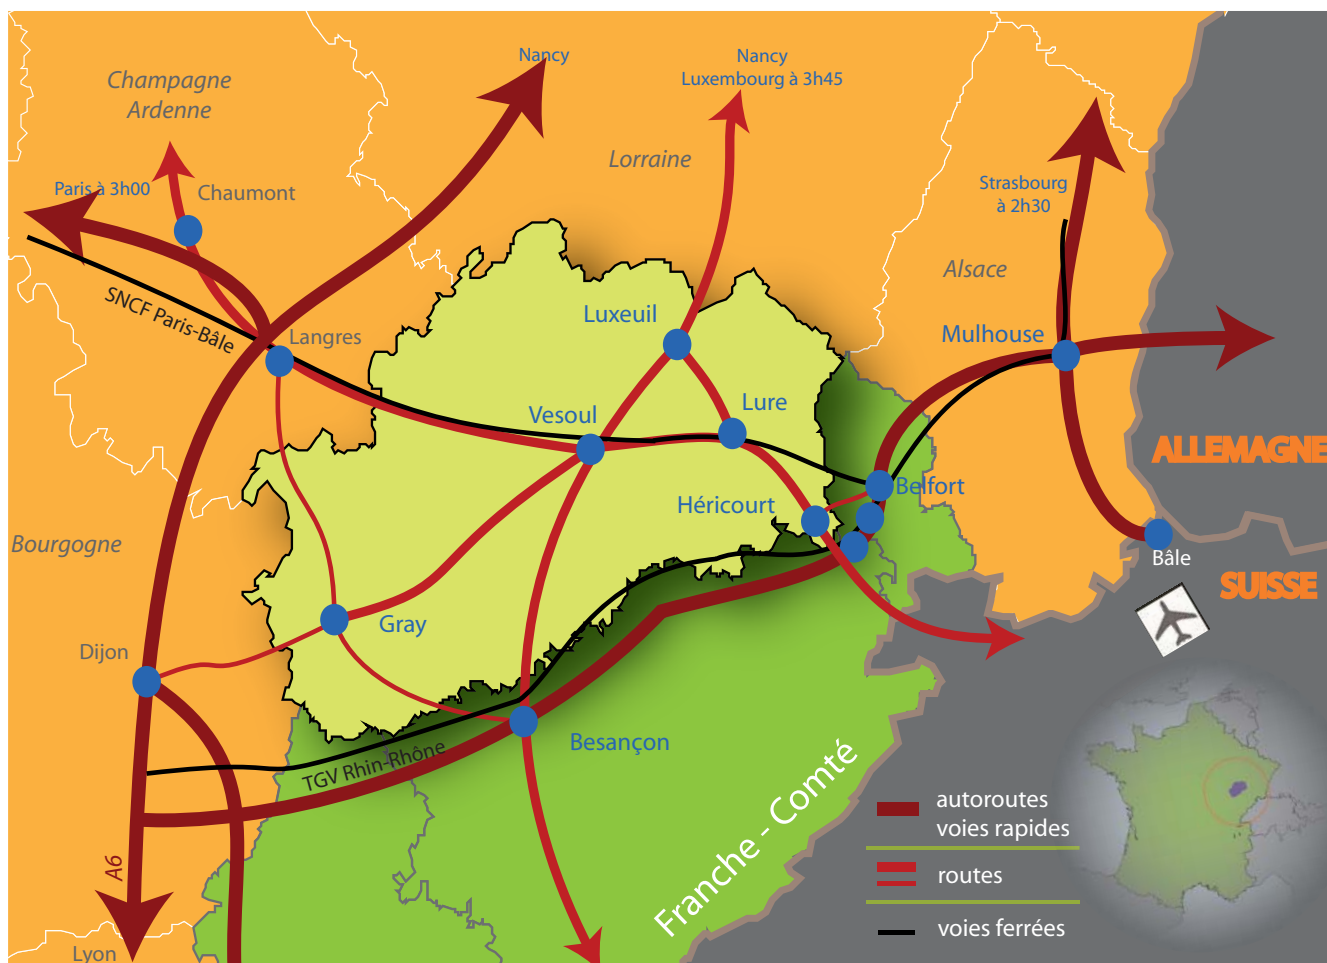 Nancy
Nancy
Luxembourg à 3h45
Champagne
Ardenne
Lorraine
Paris à 3h00
Chaumont
Strasbourg
à 2h30
Alsace
SNCF Paris-Bâle
Langres
Luxeuil
Mulhouse
Vesoul
Lure
ALLEMAGNE
Belfort
Héricourt
Bourgogne
Bâle
SUISSE
Gray
Dijon
Besançon
TGV Rhin-Rhône
Franche - Comté
A6
Lyon
autoroutes
voies rapides
routes
voies ferrées